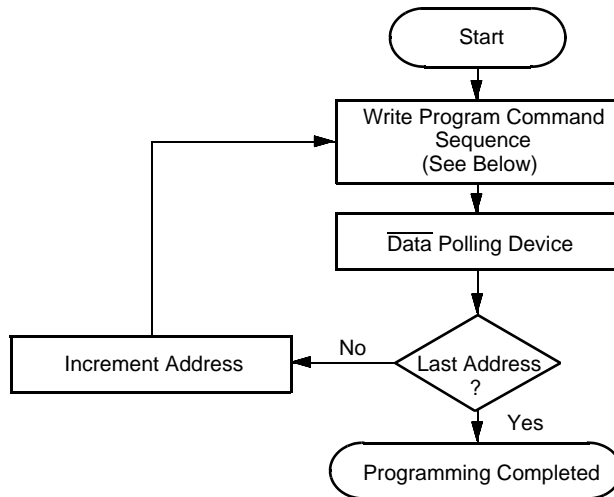 Start
Write Program Command
Sequence
(See Below)
Data Polling Device
No
Increment Address
Last Address
?
Yes
Programming Completed